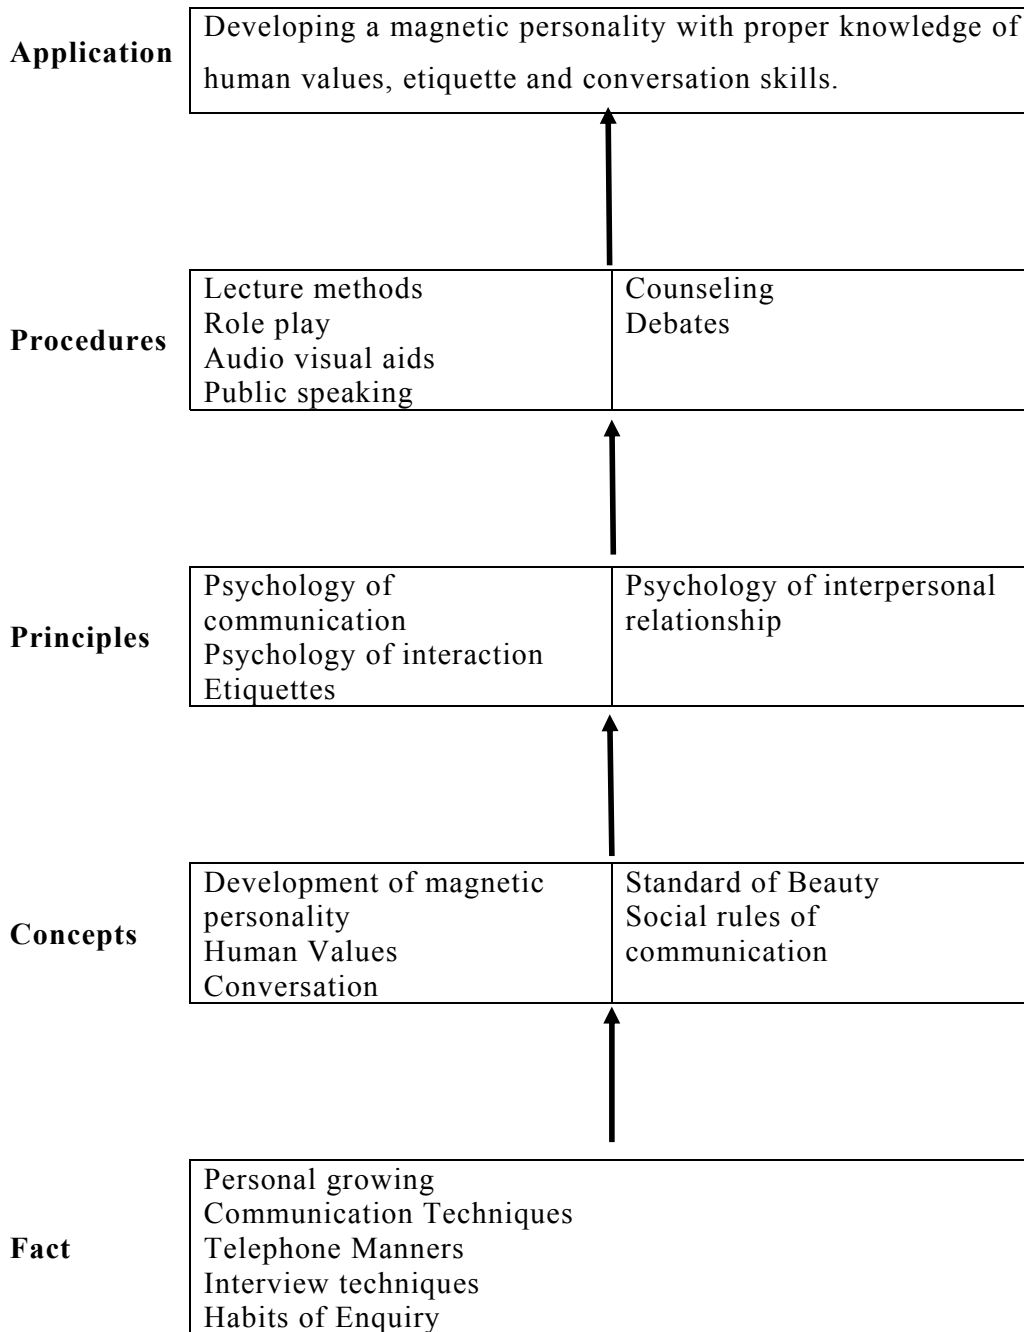 Application
Developing a magnetic personality with proper knowledge of
human values, etiquette and conversation skills.
Procedures
Lecture methods
Role play
Audio visual aids
Public speaking
Counseling
Debates
Principles
Psychology of
communication
Psychology of interaction
Etiquettes
Psychology of interpersonal
relationship
Concepts
Development of magnetic
personality
Human Values
Conversation
Standard of Beauty
Social rules of
communication
Fact
Personal growing
Communication Techniques
Telephone Manners
Interview techniques
Habits of Enquiry